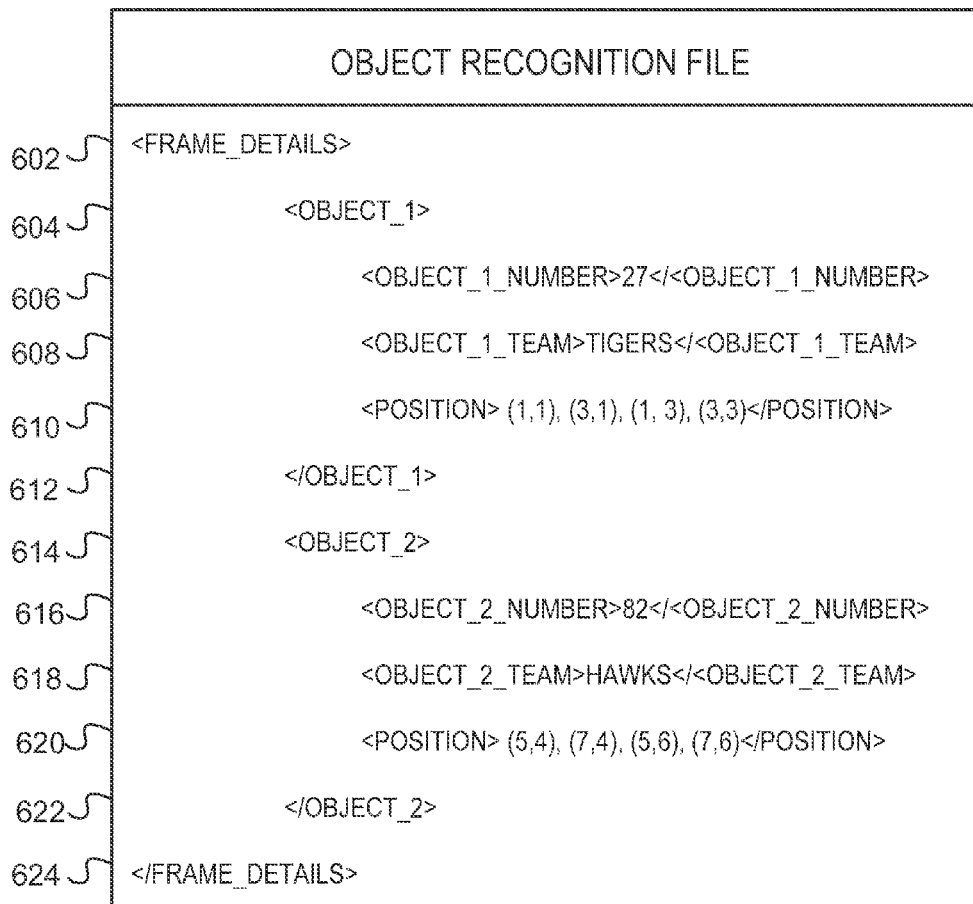 OBJECT RECOGNITION FILE
602 <FRAME_DETAILS>
604 <OBJECT_1>
606 <OBJECT_1_NUMBER>27</<OBJECT_1_NUMBER>
608 <OBJECT_1_TEAM>TIGERS</<OBJECT_1_TEAM>
610 <POSITION> (1,1), (3,1), (1, 3), (3,3)</POSITION>
612 </OBJECT_1>
614 <OBJECT_2>
616 <OBJECT_2_NUMBER>82</<OBJECT_2_NUMBER>
618 <OBJECT_2_TEAM>HAWKS</<OBJECT_2_TEAM>
620 <POSITION> (5,4), (7,4), (5,6), (7,6)</POSITION>
622 </OBJECT_2>
624 </FRAME_DETAILS>